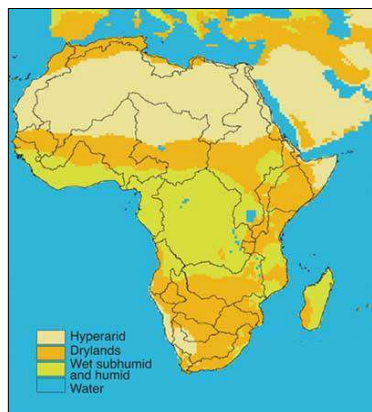 Hyperarid
Drylands
Wet subhumid
and humid
Water